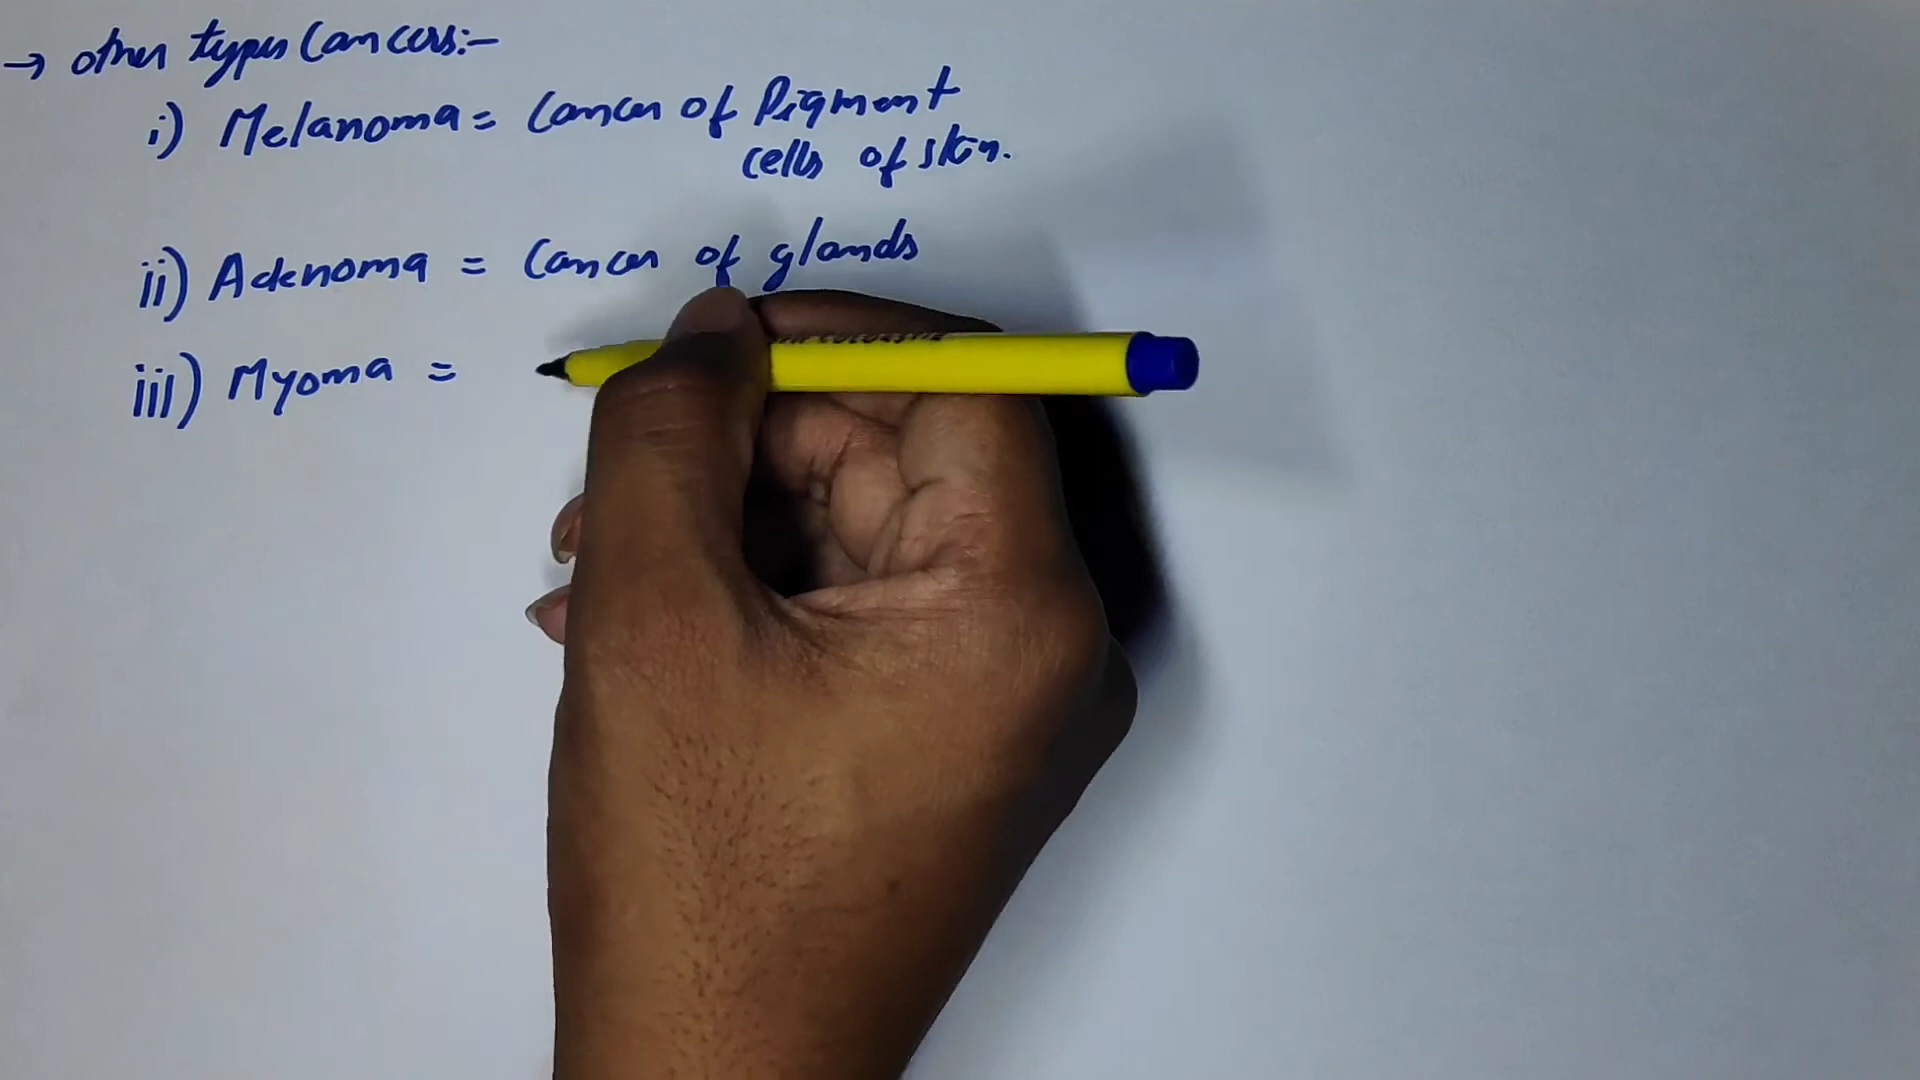 → other types Cancers:-
i) Melanoma = Cancer of Pigment
cells of skin.
ii) Adenoma = Cancer of glands
iii) Myoma =